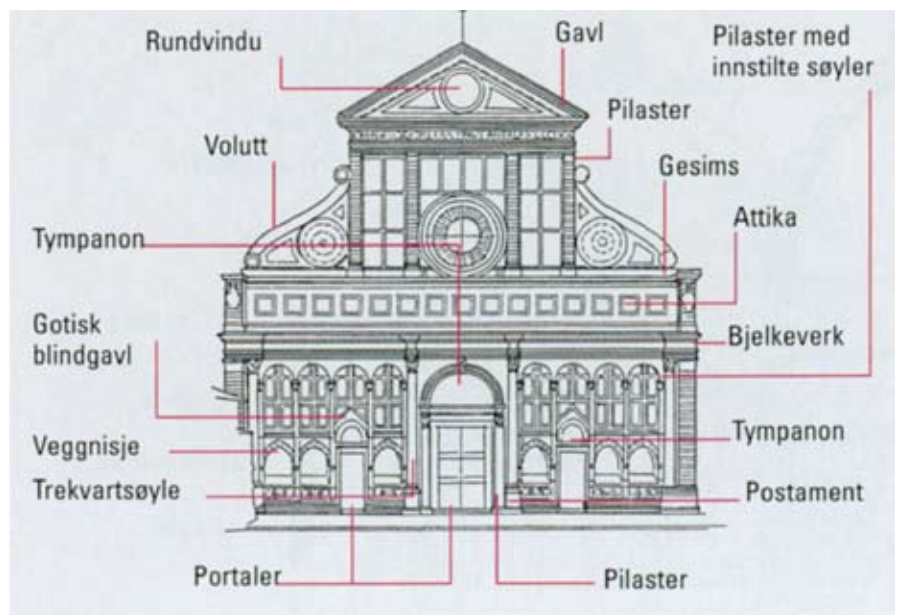 Rundvindu
Gavl
Pilaster med
innstilte søyler
Pilaster
Volutt
Gesims
Attika
Tympanon
Gotisk
blindgavl
Bjelkeverk
Veggnisje
Tympanon
Trekvartsøyle
Postament
Portaler
Pilaster